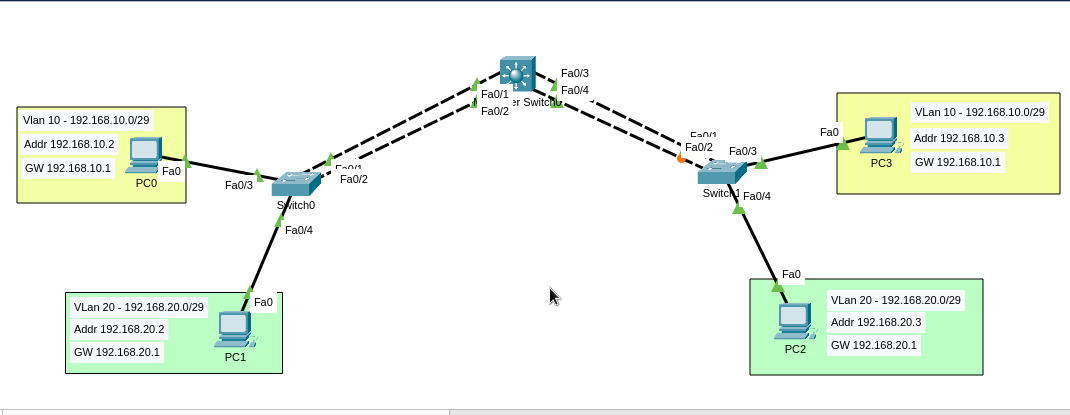 Fa0/3
Fa0/4
Fa0/1
Fa0/2
er Switch0
Vlan 10 - 192.168.10.0/29
Addr 192.168.10.2
GW 192.168.10.1
PC0
Fa0
Fa0/3
Fa0/1
Fa0/2
Switch0
Fa0/4
Fa0/1
Fa0/2
Fa0/3
Switch1
Fa0/4
Fa0
PC3
VLan 10 - 192.168.10.0/29
Addr 192.168.10.3
GW 192.168.10.1
VLan 20 - 192.168.20.0/29
Addr 192.168.20.2
GW 192.168.20.1
Fa0
PC1
Fa0
PC2
VLan 20 - 192.168.20.0/29
Addr 192.168.20.3
GW 192.168.20.1